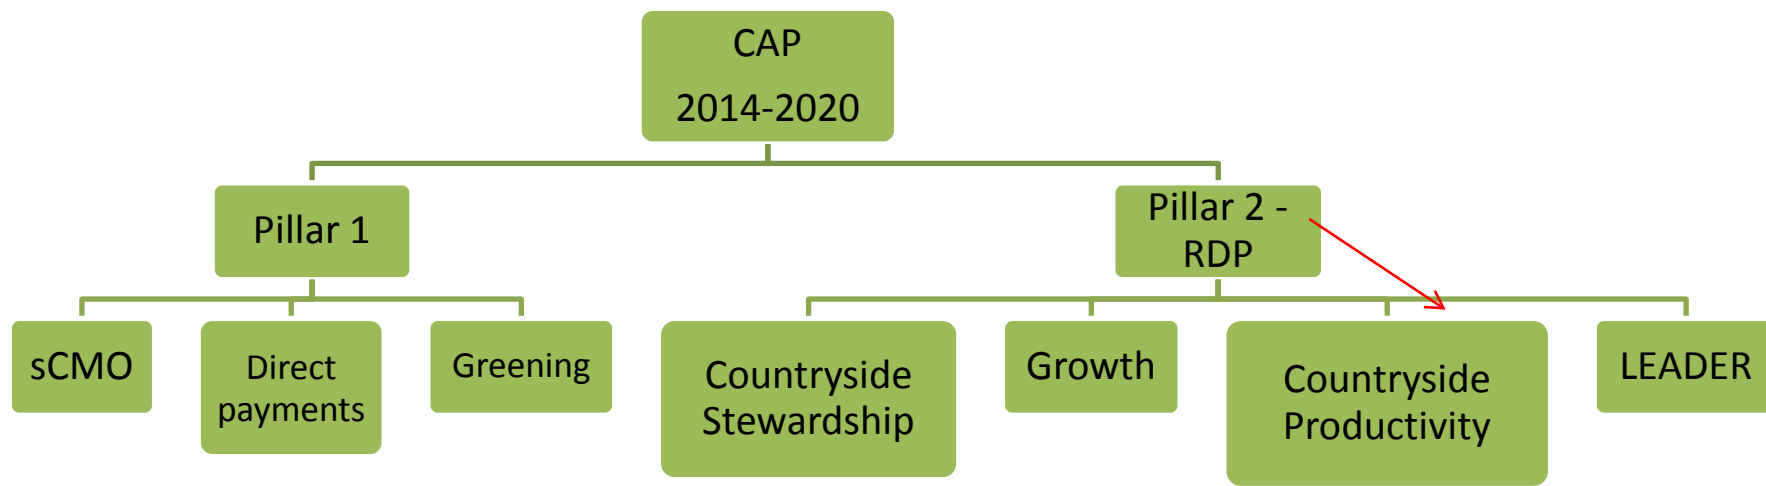 CAP
2014-2020
Pillar 1
Pillar 2 -
RDP
sCMO
Direct
payments
Greening
Countryside
Stewardship
Growth
Countryside
Productivity
LEADER